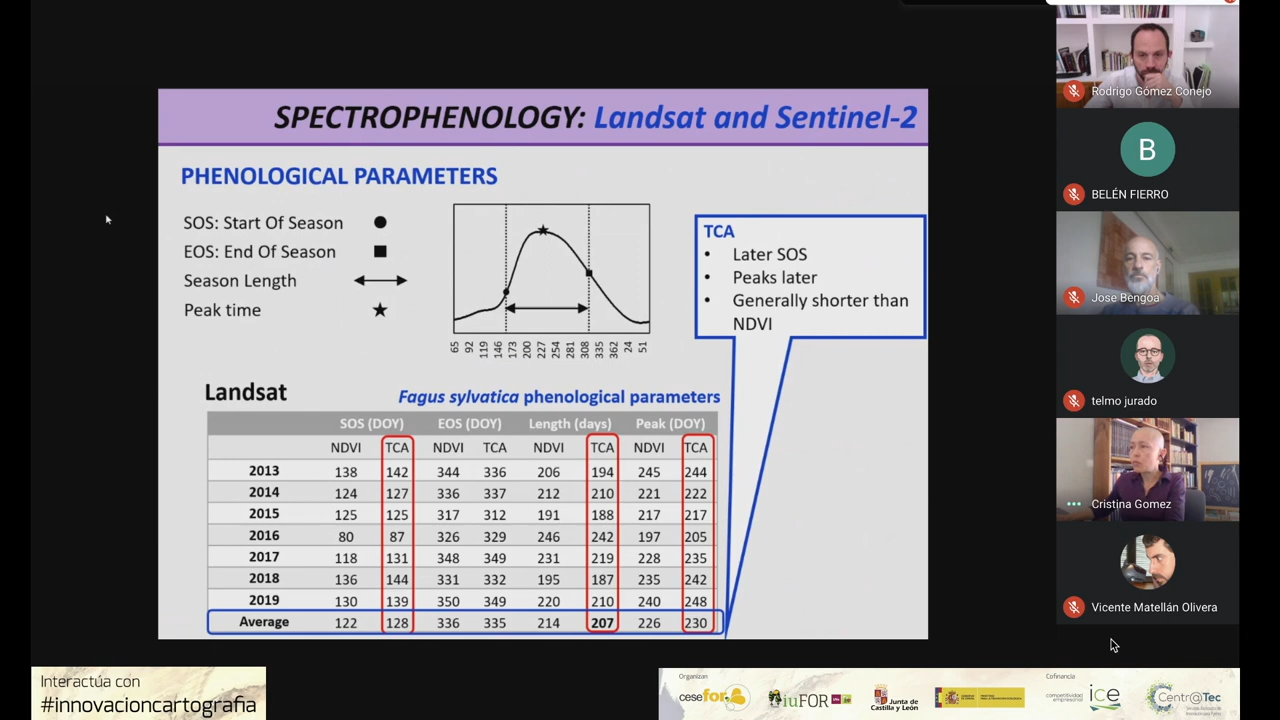 SPECTROPHENOLOGY: Landsat and Sentinel-2
PHENOLOGICAL PARAMETERS
SOS: Start Of Season
EOS: End Of Season
Season Length
Peak time
65 92 119 146 173 200 227 254 281 308 335 362 24 51
TCA
• Later SOS
• Peaks later
• Generally shorter than
NDVI
Landsat
Fagus sylvatica phenological parameters
SOS (DOY) EOS (DOY) Length (days) Peak (DOY)
NDVI TCA NDVI TCA NDVI TCA NDVI TCA
2013 138 142 344 336 206 194 245 244
2014 124 127 336 337 212 210 221 222
2015 125 125 317 312 191 188 217 217
2016 80 87 326 329 246 242 197 205
2017 118 131 348 349 231 219 228 235
2018 136 144 331 332 195 187 235 242
2019 130 139 350 349 220 210 240 248
Average 122 128 336 335 214 207 226 230
Rodrigo Gómez Conejo
B
BELÉN FIERRO
Jose Bengoa
telmo jurado
Cristina Gomez
Vicente Matellán Olivera
Interactúa con
#innovacioncartografia
Organizan
cesefor
iuFOR
Junta de
Castilla y León
Cofinancia
competitividad
empresarial
ice
Centr@Tec